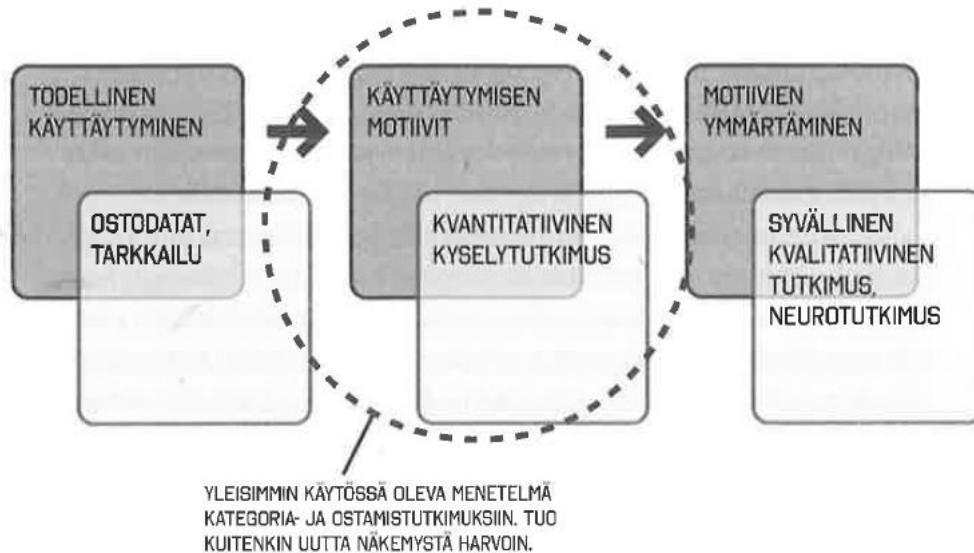 TODELLINEN
KÄYTTÄYTYMINEN
OSTODATAT,
TARKKAILU
KÄYTTÄYTYMISEN
MOTIIVIT
KVANTITATIIVINEN
KYSELYTUTKIMUS
MOTIIVIEN
YMMÄRTÄMINEN
SYVÄLLINEN
KVALITATIIVINEN
TUTKIMUS,
NEUROTUTKIMUS
YLEISIMMIN KÄYTÖSSÄ OLEVA MENETELMÄ
KATEGORIA- JA OSTAMISTUTKIMUKSIIN. TUO
KUITENKIN UUTTA NÄKEMYSTÄ HARVOIN.